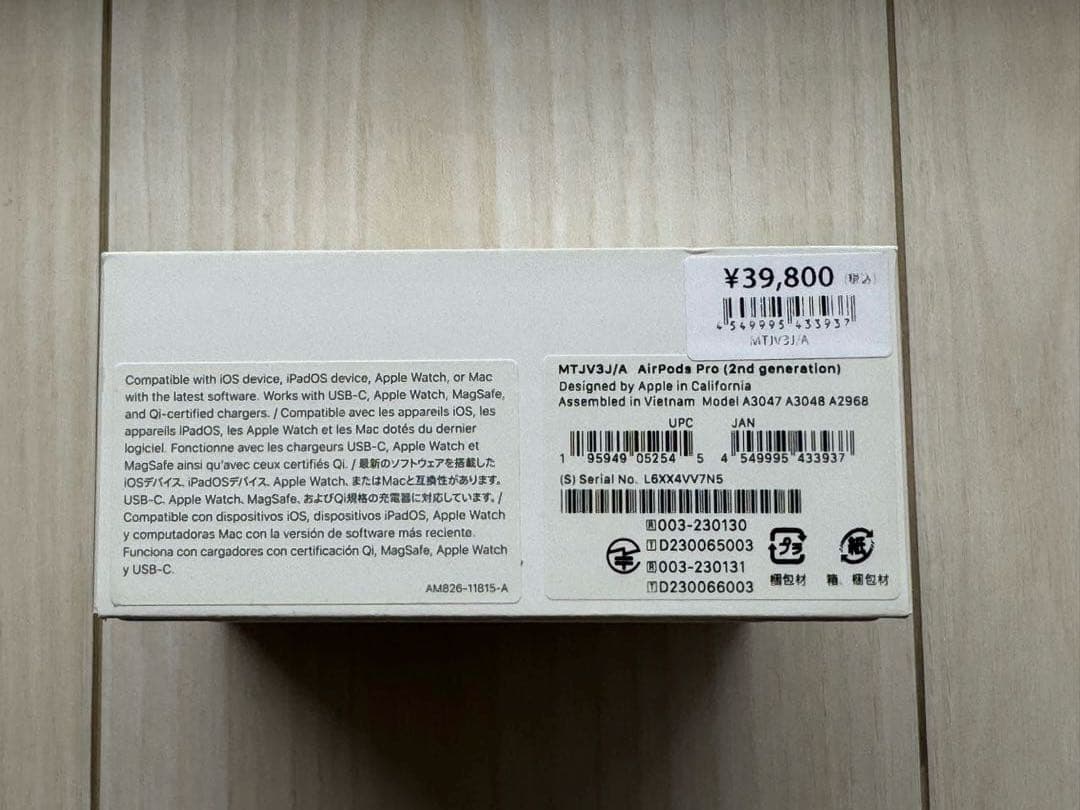 ¥39,800 (税込)
4 549995 433937
MTJV3J/A
Compatible with iOS device, iPadOS device, Apple Watch, or Mac
with the latest software. Works with USB-C, Apple Watch, MagSafe,
and Qi-certified chargers. / Compatible avec les appareils iOS, les
appareils iPadOS, les Apple Watch et les Mac dotés du dernier
logiciel. Fonctionne avec les chargeurs USB-C, Apple Watch et
MagSafe ainsi qu'avec ceux certifiés Qi. / 最新のソフトウェアを搭載した
iOSデバイス、iPadOSデバイス、Apple Watch、またはMacと互換性があります。
USB-C、Apple Watch、MagSafe、およびQi規格の充電器に対応しています。/
Compatible con dispositivos iOS, dispositivos iPadOS, Apple Watch
y computadoras Mac con la versión de software más reciente.
Funciona con cargadores con certificación Qi, MagSafe, Apple Watch
y USB-C.
AM826-11815-A
MTJV3J/A AirPods Pro (2nd generation)
Designed by Apple in California
Assembled in Vietnam Model A3047 A3048 A2968
UPC JAN
1 95949 05254 5 4 549995 433937
(S) Serial No. L6XX4VV7N5
R 003-230130
T D230065003
R 003-230131
T D230066003
プラ 紙
梱包材 箱、梱包材